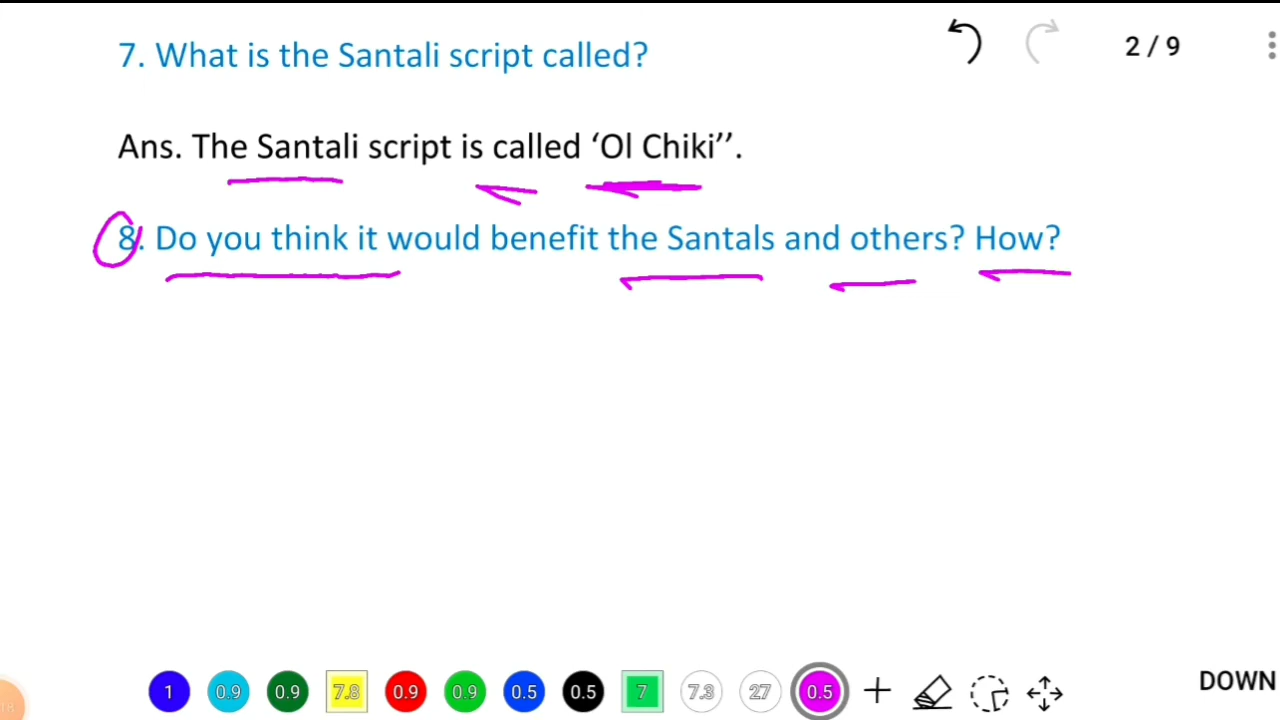 7. What is the Santali script called?
2 / 9
Ans. The Santali script is called ‘Ol Chiki’’.
8. Do you think it would benefit the Santals and others? How?
1 0.9 0.9 7.8 0.9 0.9 0.5 0.5 7 7.3 27 0.5
DOWN
18